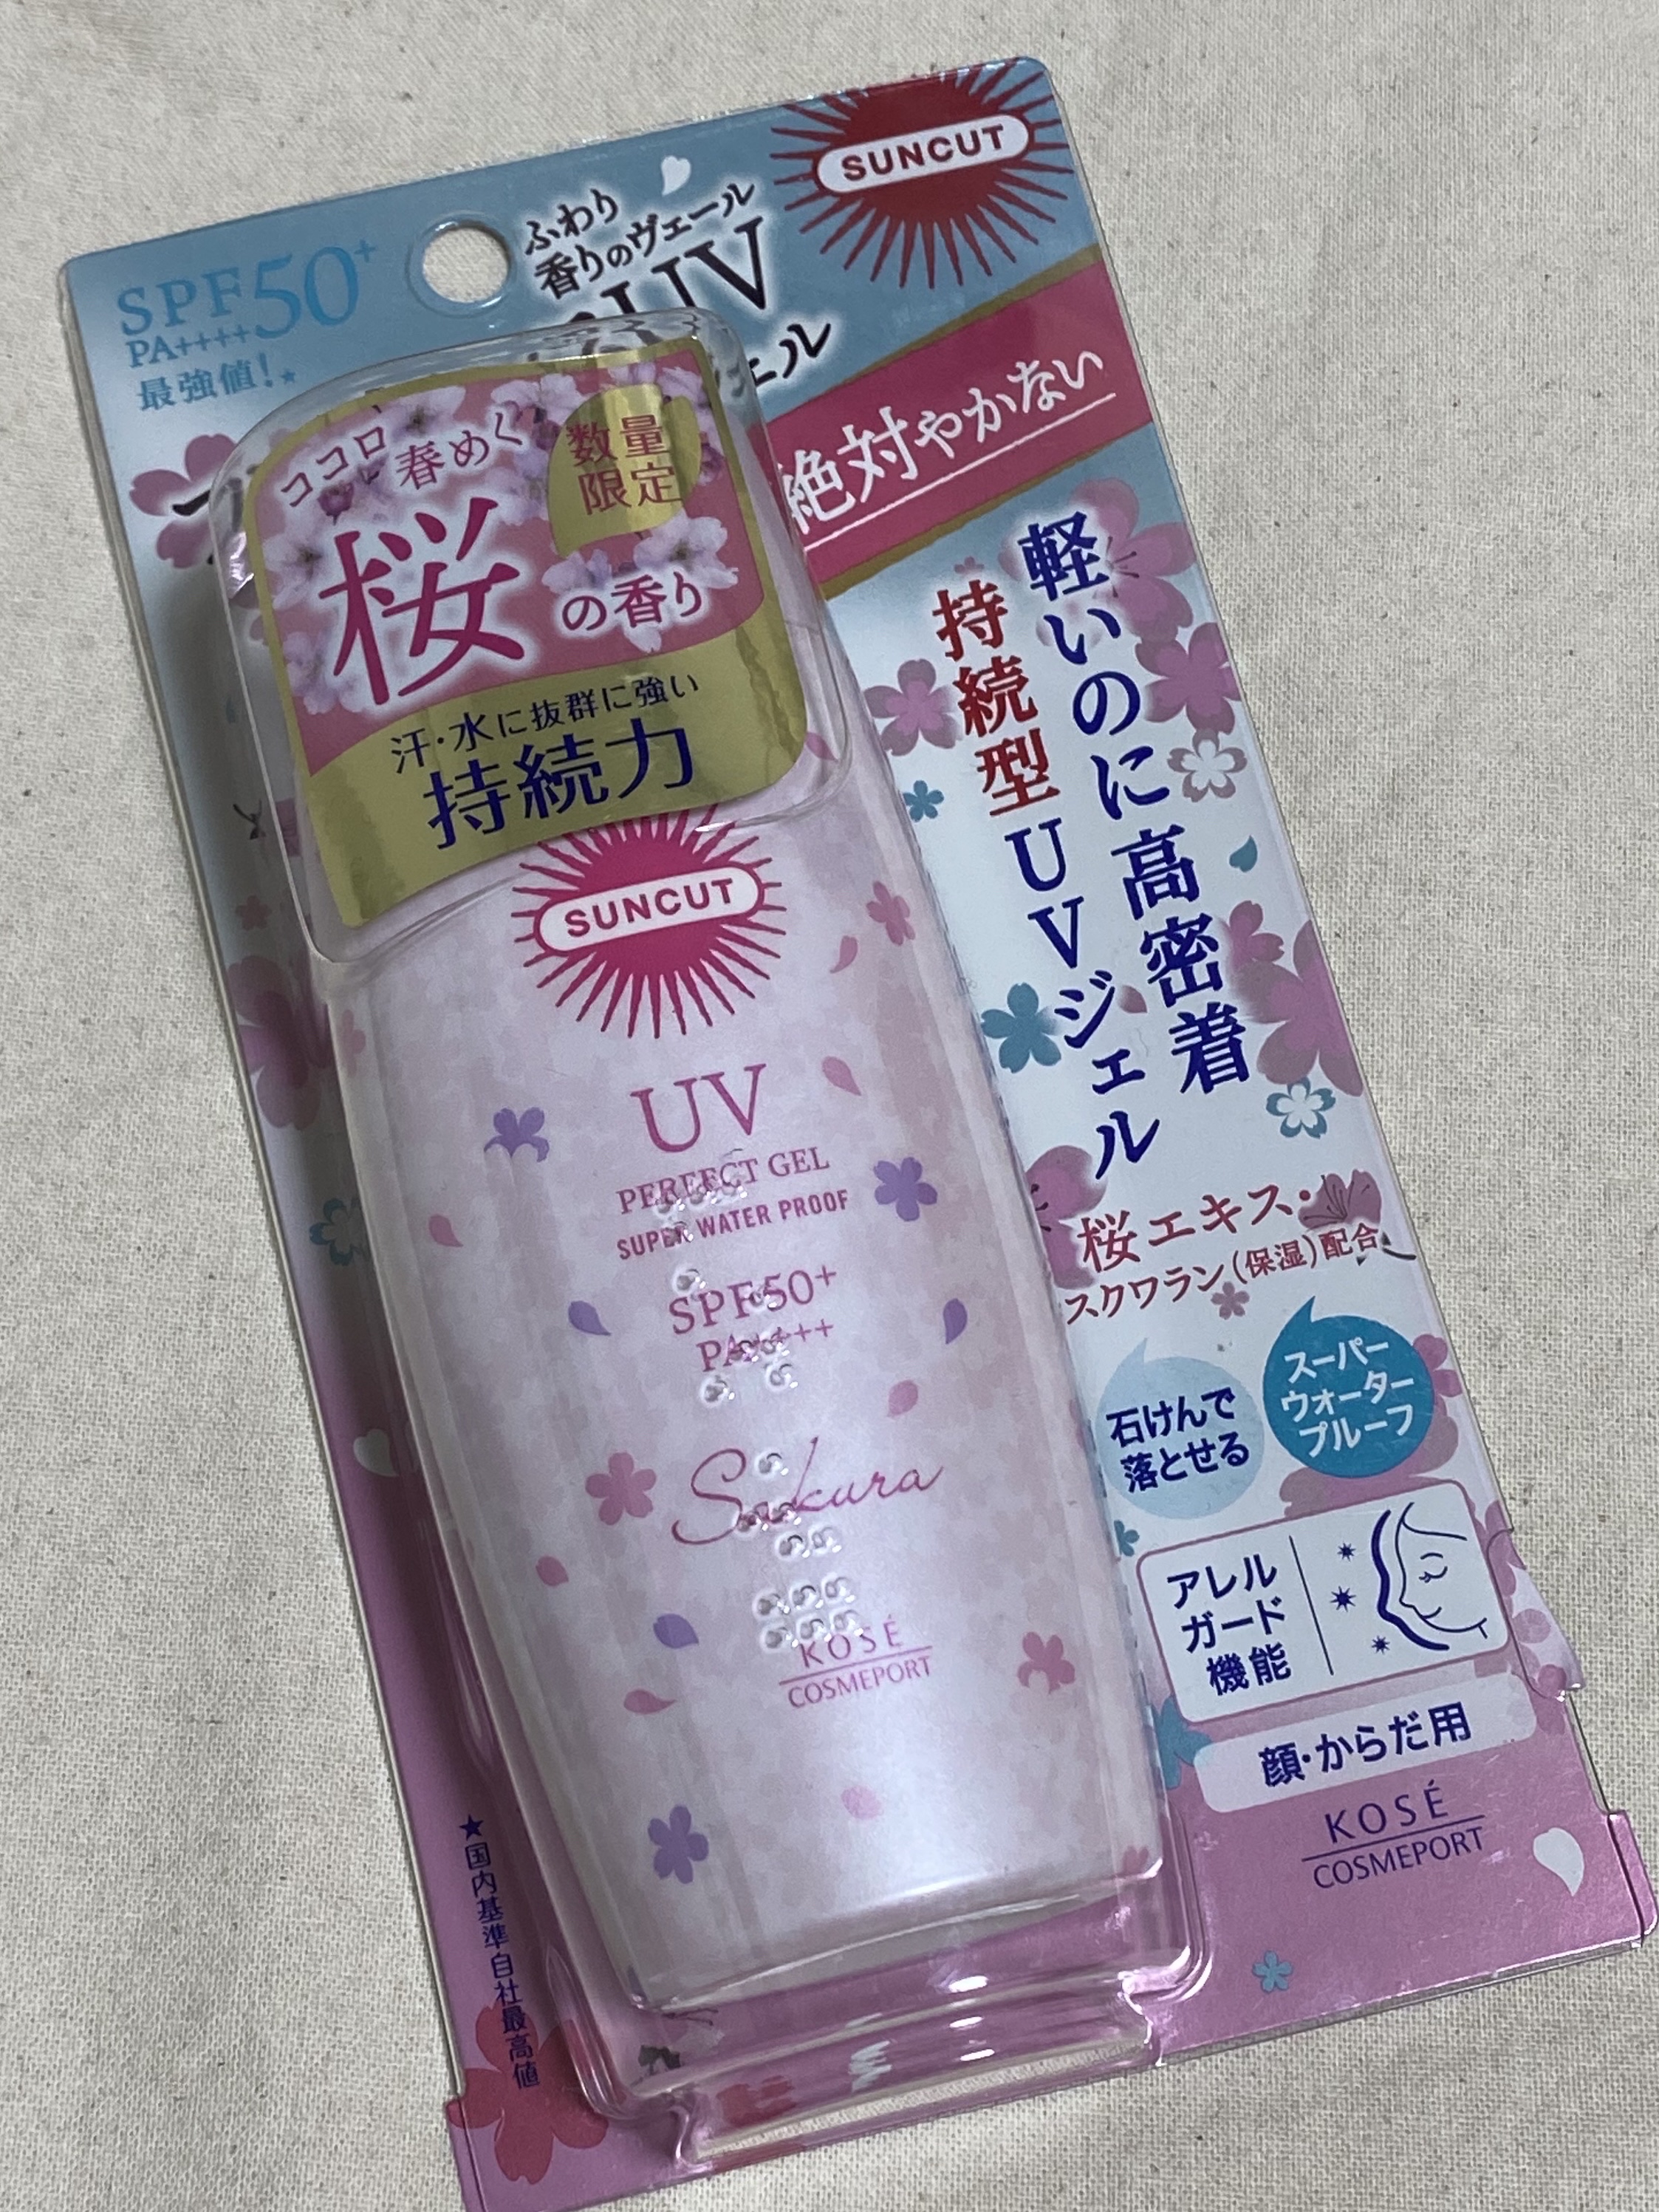 SUNCUT
ふわり
香りのヴェール
UV
SPF50+
PA++++
最強値!★
絶対やかない
ココロ春めく
数量
限定
桜の香り
汗・水に抜群に強い
持続力
軽いのに高密着
持続型UVジェル
SUNCUT
UV
PERFECT GEL
SUPER WATER PROOF
SPF50+
PA++++
Sakura
KOSÉ
COSMEPORT
桜エキス・
スクワラン(保湿)配合
スーパー
ウォーター
プルーフ
石けんで
落とせる
アレル
ガード
機能
顔・からだ用
KOSÉ
COSMEPORT
★国内基準自社最高値